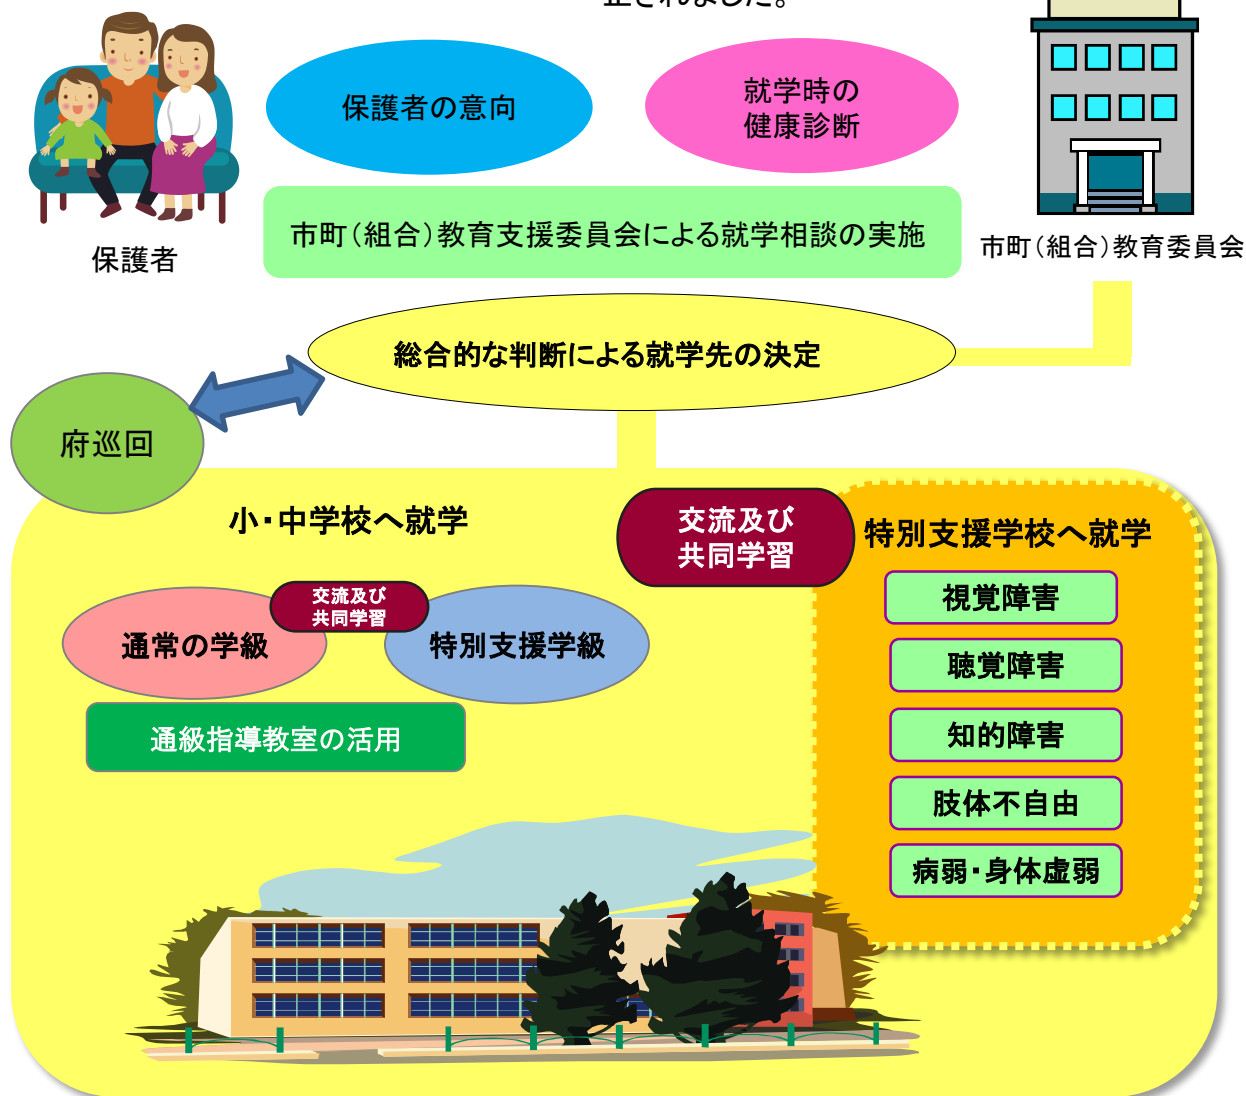 正されました。
保護者の意向
就学時の
健康診断
市町(組合)教育支援委員会による就学相談の実施
保護者
市町(組合)教育委員会
総合的な判断による就学先の決定
府巡回
小・中学校へ就学
交流及び
共同学習
特別支援学校へ就学
交流及び
共同学習
通常の学級
特別支援学級
通級指導教室の活用
視覚障害
聴覚障害
知的障害
肢体不自由
病弱・身体虚弱